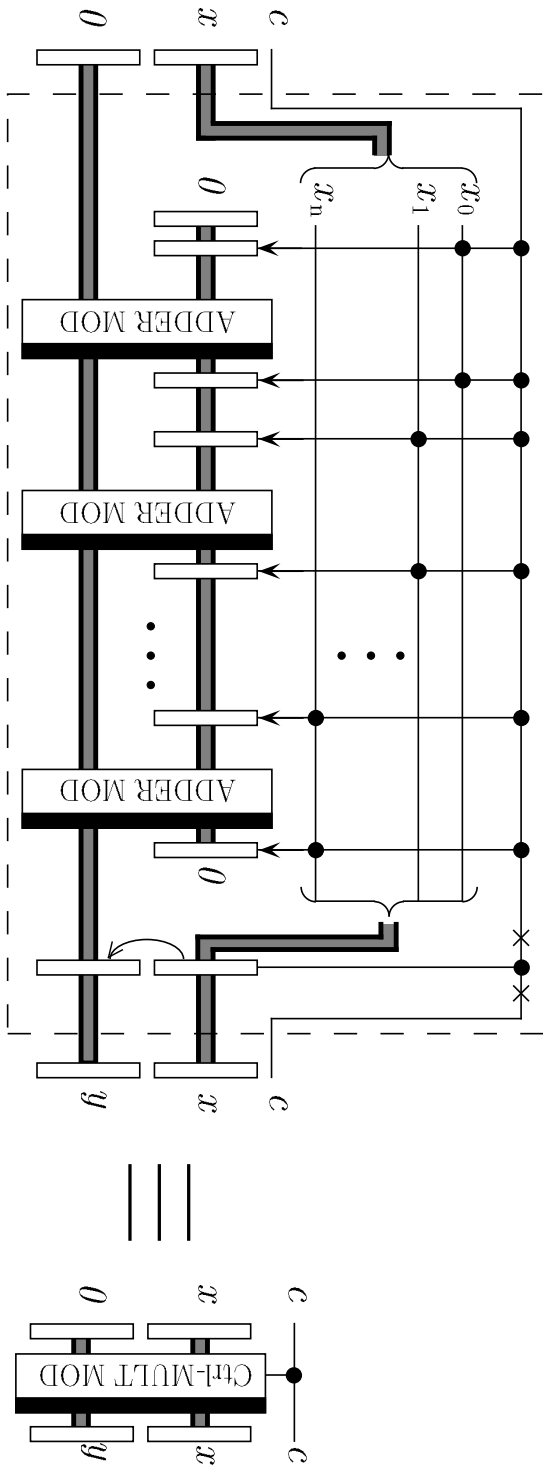 c
x
0
x₀
x₁
xₙ
0
ADDER MOD
ADDER MOD
ADDER MOD
0
c
x
y
c
x
0
Ctrl-MULT MOD
c
x
y